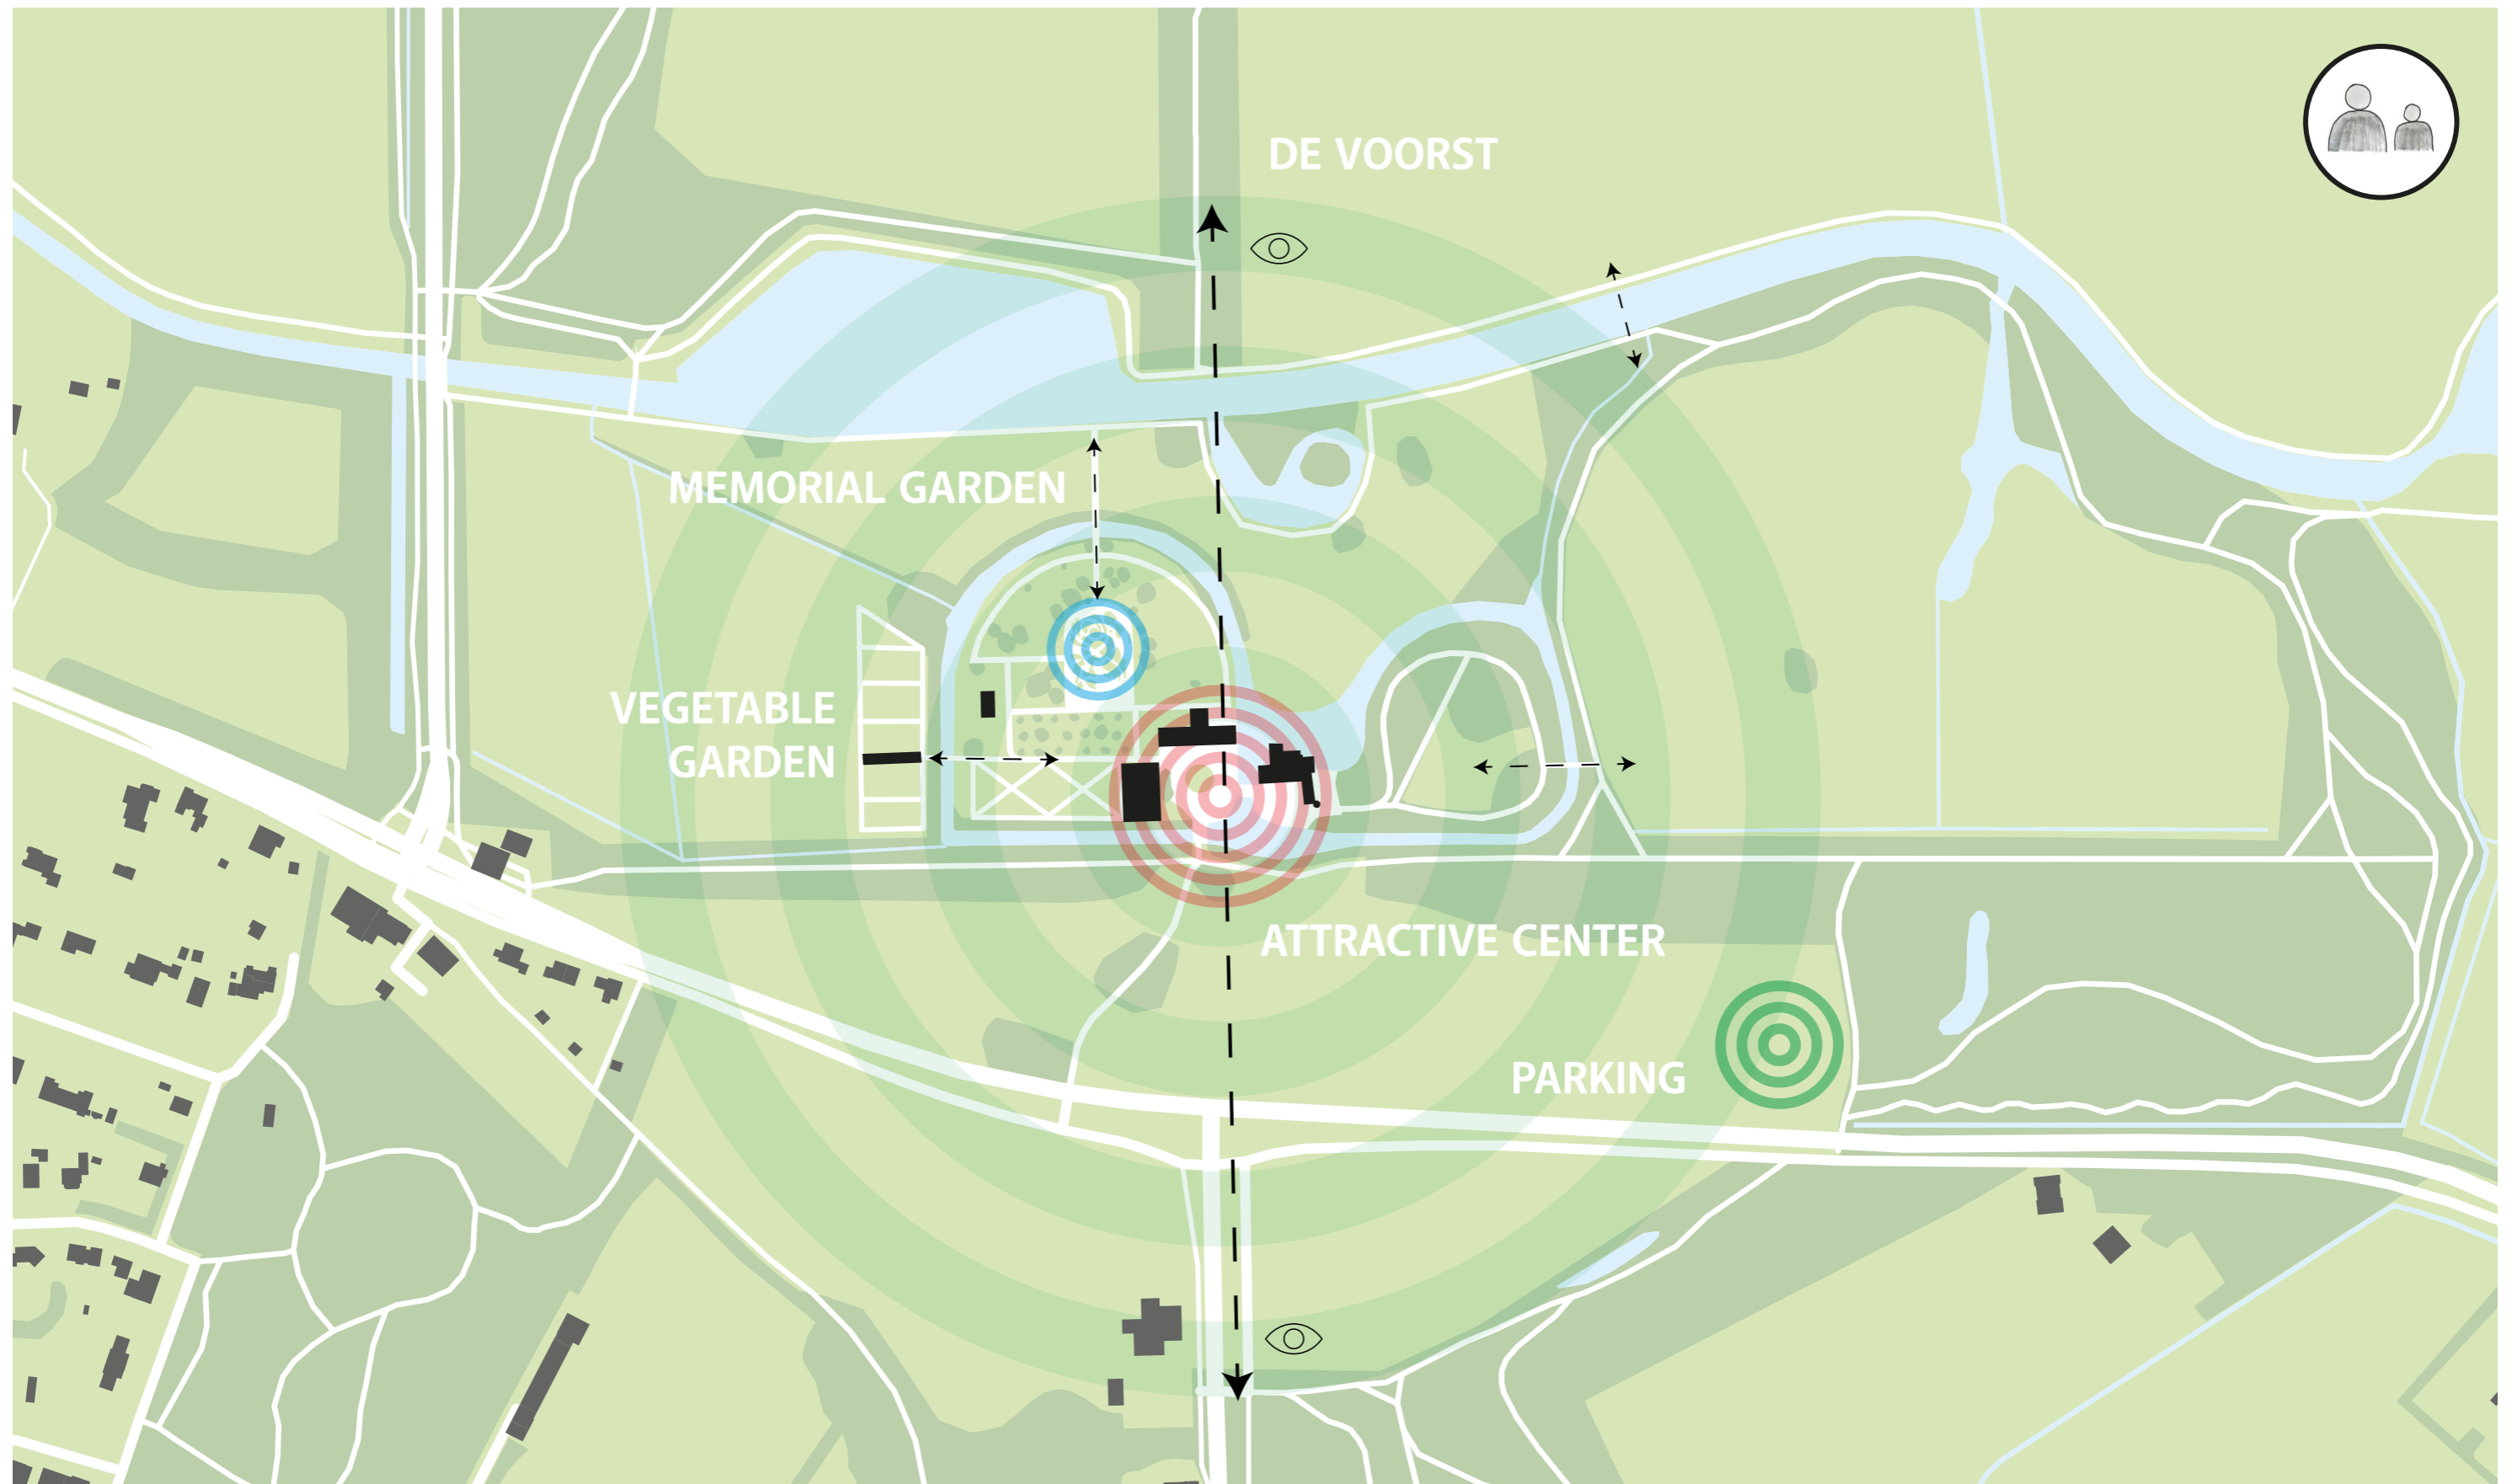 DE VOORST
MEMORIAL GARDEN
VEGETABLE
GARDEN
ATTRACTIVE CENTER
PARKING